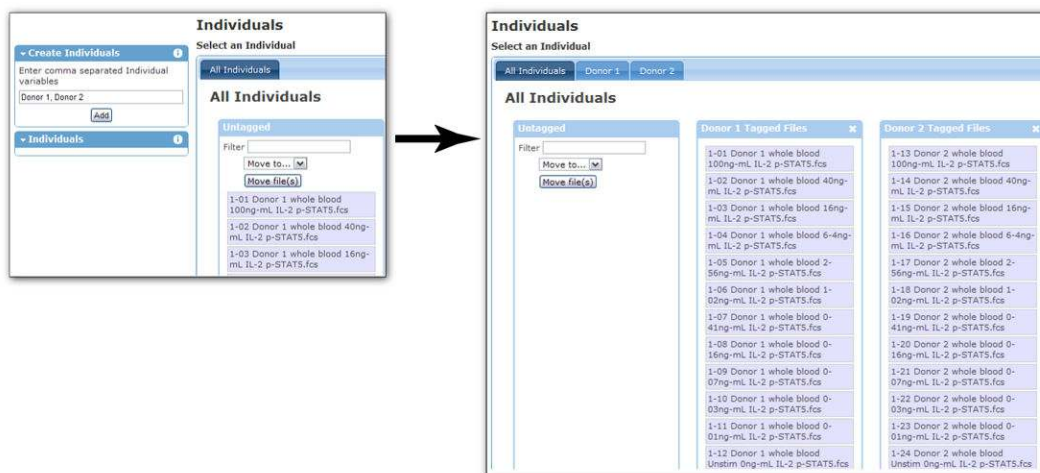 Individuals
Select an Individual
Create Individuals
Enter comma separated Individual
variables
Donor 1, Donor 2
Add
Individuals
All Individuals
All Individuals
Untagged
Filter
Move to...
Move file(s)
1-01 Donor 1 whole blood
100ng-mL IL-2 p-STAT5.fcs
1-02 Donor 1 whole blood 40ng-
mL IL-2 p-STAT5.fcs
1-03 Donor 1 whole blood 16ng-
mL IL-2 p-STAT5.fcs
Individuals
Select an Individual
All Individuals
Donor 1
Donor 2
All Individuals
Untagged
Filter
Move to...
Move file(s)
Donor 1 Tagged Files
1-01 Donor 1 whole blood
100ng-mL IL-2 p-STAT5.fcs
1-02 Donor 1 whole blood 40ng-
mL IL-2 p-STAT5.fcs
1-03 Donor 1 whole blood 16ng-
mL IL-2 p-STAT5.fcs
1-04 Donor 1 whole blood 6-4ng-
mL IL-2 p-STAT5.fcs
1-05 Donor 1 whole blood 2-
56ng-mL IL-2 p-STAT5.fcs
1-06 Donor 1 whole blood 1-
02ng-mL IL-2 p-STAT5.fcs
1-07 Donor 1 whole blood 0-
41ng-mL IL-2 p-STAT5.fcs
1-08 Donor 1 whole blood 0-
16ng-mL IL-2 p-STAT5.fcs
1-09 Donor 1 whole blood 0-
07ng-mL IL-2 p-STAT5.fcs
1-10 Donor 1 whole blood 0-
03ng-mL IL-2 p-STAT5.fcs
1-11 Donor 1 whole blood 0-
01ng-mL IL-2 p-STAT5.fcs
1-12 Donor 1 whole blood
Unstim 0ng-mL IL-2 p-STAT5.fcs
Donor 2 Tagged Files
1-13 Donor 2 whole blood
100ng-mL IL-2 p-STAT5.fcs
1-14 Donor 2 whole blood 40ng-
mL IL-2 p-STAT5.fcs
1-15 Donor 2 whole blood 16ng-
mL IL-2 p-STAT5.fcs
1-16 Donor 2 whole blood 6-4ng-
mL IL-2 p-STAT5.fcs
1-17 Donor 2 whole blood 2-
56ng-mL IL-2 p-STAT5.fcs
1-18 Donor 2 whole blood 1-
02ng-mL IL-2 p-STAT5.fcs
1-19 Donor 2 whole blood 0-
41ng-mL IL-2 p-STAT5.fcs
1-20 Donor 2 whole blood 0-
16ng-mL IL-2 p-STAT5.fcs
1-21 Donor 2 whole blood 0-
07ng-mL IL-2 p-STAT5.fcs
1-22 Donor 2 whole blood 0-
03ng-mL IL-2 p-STAT5.fcs
1-23 Donor 2 whole blood 0-
01ng-mL IL-2 p-STAT5.fcs
1-24 Donor 2 whole blood
Unstim 0ng-mL IL-2 p-STAT5.fcs